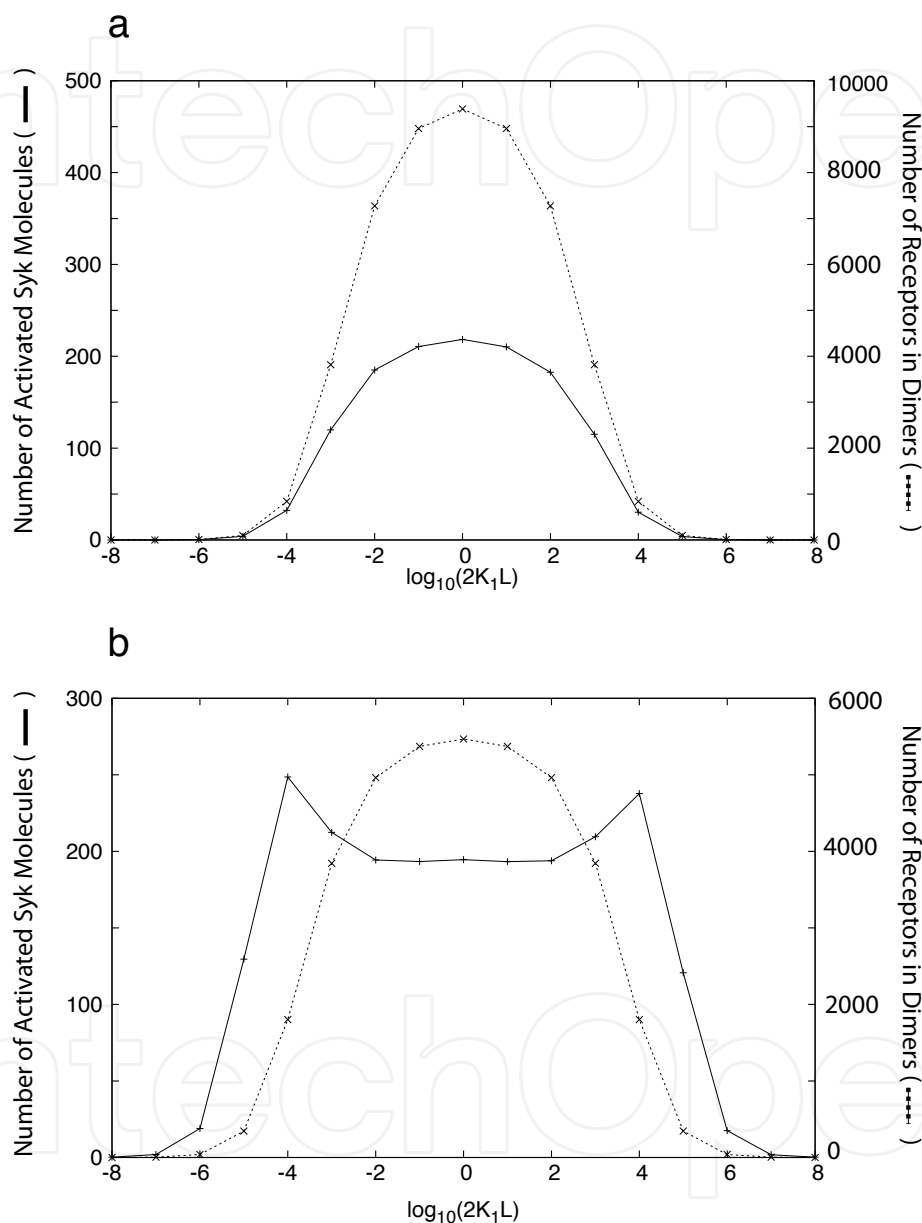 a
Number of Activated Syk Molecules ( )
500
400
300
200
100
0
10000
8000
6000
4000
2000
0
Number of Receptors in Dimers ( )
-8 -6 -4 -2 0 2 4 6 8
log10(2K1L)
ntechOpe
b
Number of Activated Syk Molecules ( )
300
200
100
0
6000
4000
2000
0
Number of Receptors in Dimers ( )
-8 -6 -4 -2 0 2 4 6 8
log10(2K1L)
ntechOpe